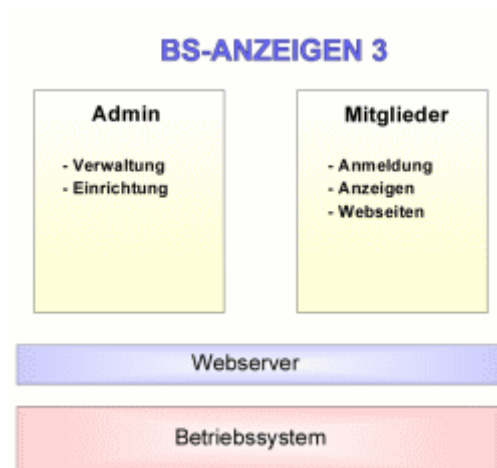 BS-ANZEIGEN 3
Admin
- Verwaltung
- Einrichtung
Mitglieder
- Anmeldung
- Anzeigen
- Webseiten
Webserver
Betriebssystem